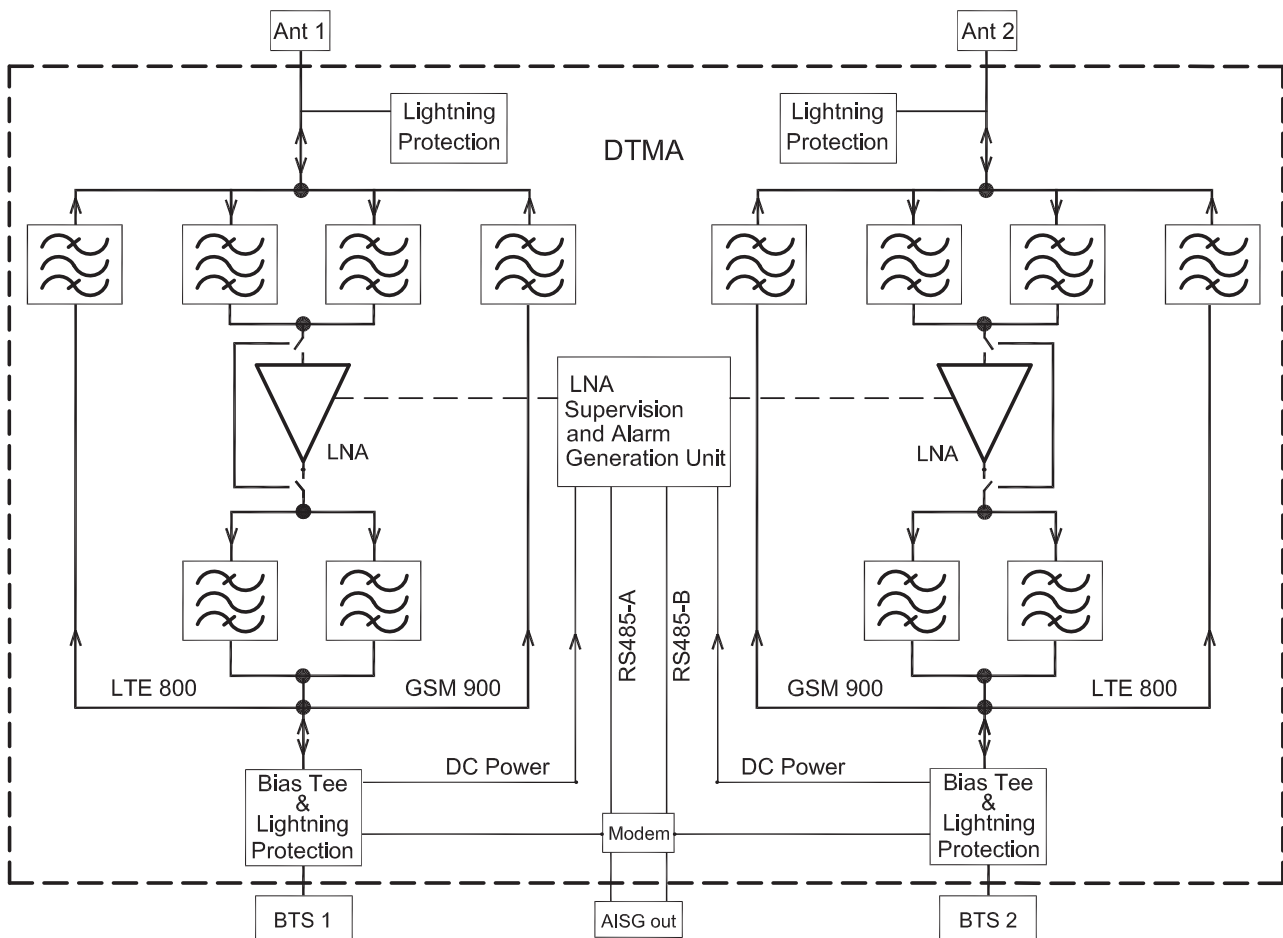 Ant 1
Ant 2
Lightning
Protection
Lightning
Protection
DTMA
LNA
Supervision
and Alarm
Generation Unit
LNA
LNA
RS485-A
RS485-B
LTE 800
GSM 900
GSM 900
LTE 800
DC Power
DC Power
Bias Tee
&
Lightning
Protection
Modem
Bias Tee
&
Lightning
Protection
BTS 1
AISG out
BTS 2